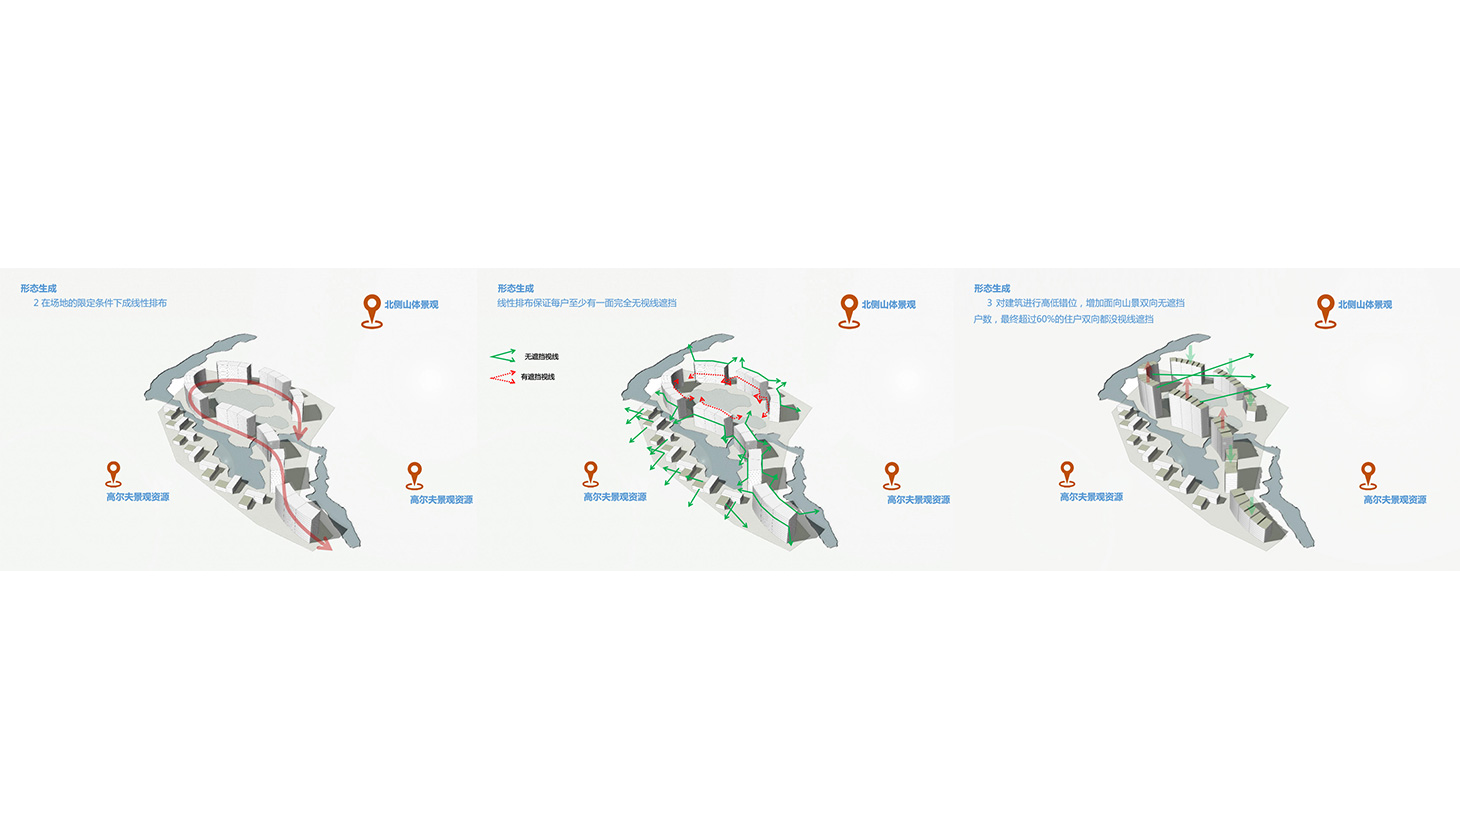 形态生成
2 在场地的限定条件下成线性排布
北侧山体景观
高尔夫景观资源
高尔夫景观资源
形态生成
线性排布保证每户至少有一面完全无视线遮挡
北侧山体景观
无遮挡视线
有遮挡视线
高尔夫景观资源
高尔夫景观资源
形态生成
3 对建筑进行高低错位，增加面向山景双向无遮挡
户数，最终超过60%的住户双向都没视线遮挡
北侧山体景观
高尔夫景观资源
高尔夫景观资源